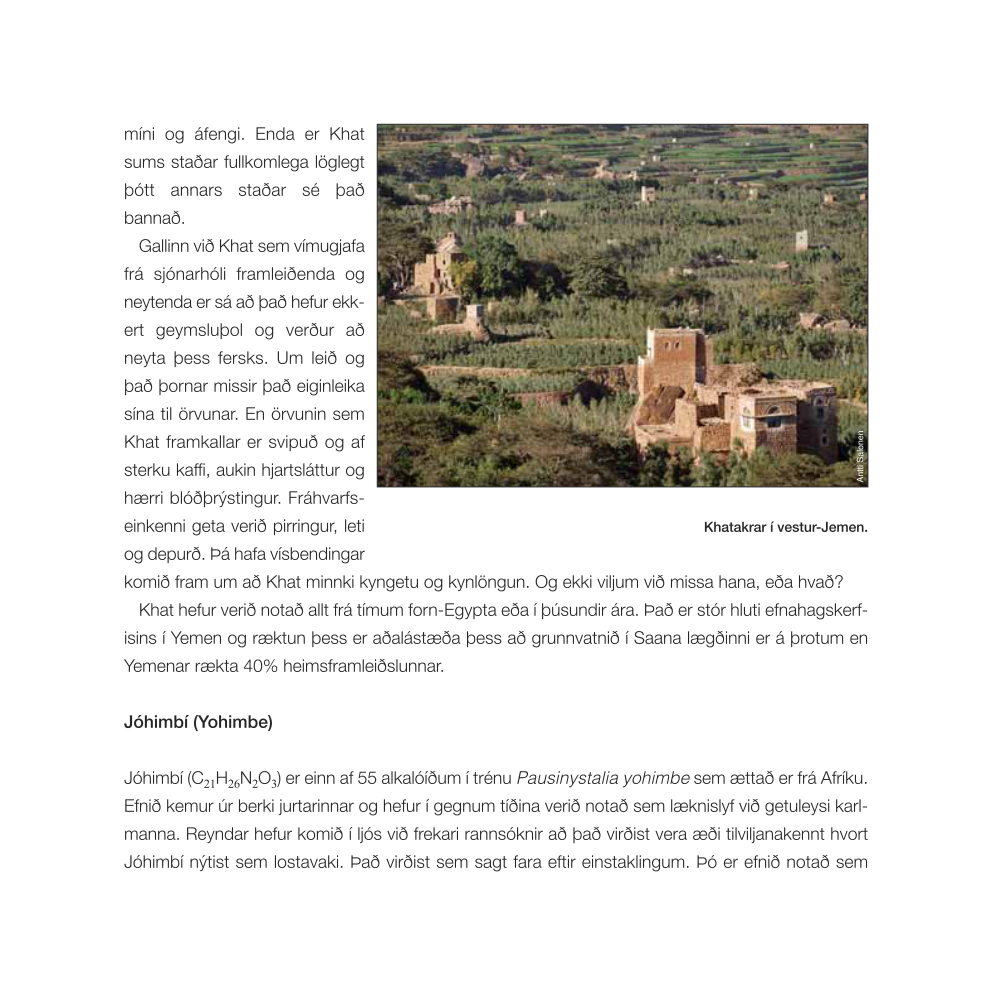 míni og áfengi. Enda er Khat
sums staðar fullkomlega löglegt
þótt annars staðar sé það
bannað.
Gallinn við Khat sem vímugjafa
frá sjónarhóli framleiðenda og
neytenda er sá að það hefur ekk-
ert geymsluþol og verður að
neyta þess fersks. Um leið og
það þornar missir það eiginleika
sína til örvunar. En örvunin sem
Khat framkallar er svipuð og af
sterku kaffi, aukin hjartsláttur og
hærri blóðþrýstingur. Fráhvarfs-
einkenni geta verið pirringur, leti
og depurð. Þá hafa vísbendingar
komið fram um að Khat minnki kyngetu og kynlöngun. Og ekki viljum við missa hana, eða hvað?
Antti Salonen
Khatakrar í vestur-Jemen.
Khat hefur verið notað allt frá tímum forn-Egypta eða í þúsundir ára. Það er stór hluti efnahagskerf-
isins í Yemen og ræktun þess er aðalástæða þess að grunnvatnið í Saana lægðinni er á þrotum en
Yemenar rækta 40% heimsframleiðslunnar.
Jóhimbí (Yohimbe)
Jóhimbí (C₂₁H₂₆N₂O₃) er einn af 55 alkalóíðum í trénu Pausinystalia yohimbe sem ættað er frá Afríku.
Efnið kemur úr berki jurtarinnar og hefur í gegnum tíðina verið notað sem læknislyf við getuleysi karl-
manna. Reyndar hefur komið í ljós við frekari rannsóknir að það virðist vera æði tilviljanakennt hvort
Jóhimbí nýtist sem lostavaki. Það virðist sem sagt fara eftir einstaklingum. Þó er efnið notað sem